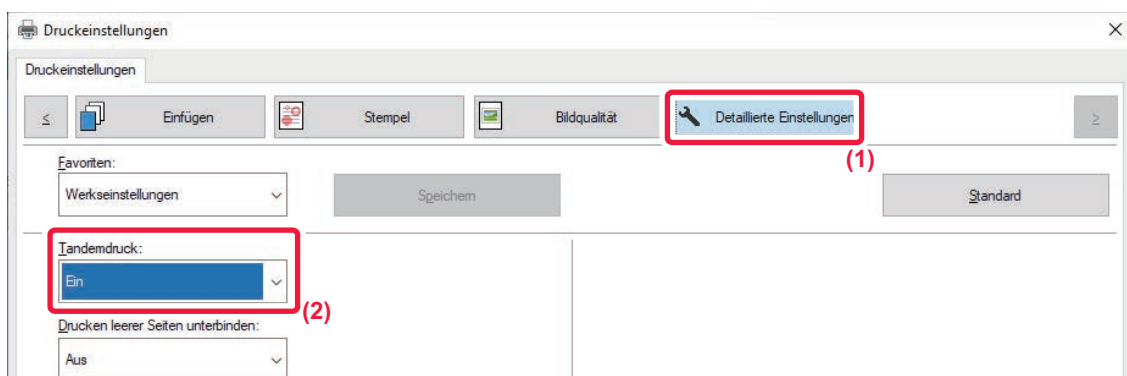 Druckeinstellungen
Druckeinstellungen
≤ Einfügen Stempel Bildqualität Detaillierte Einstellungen ≥
(1)
Favoriten:
Werkseinstellungen Speichern Standard
Tandemdruck:
Ein
(2)
Drucken leerer Seiten unterbinden:
Aus